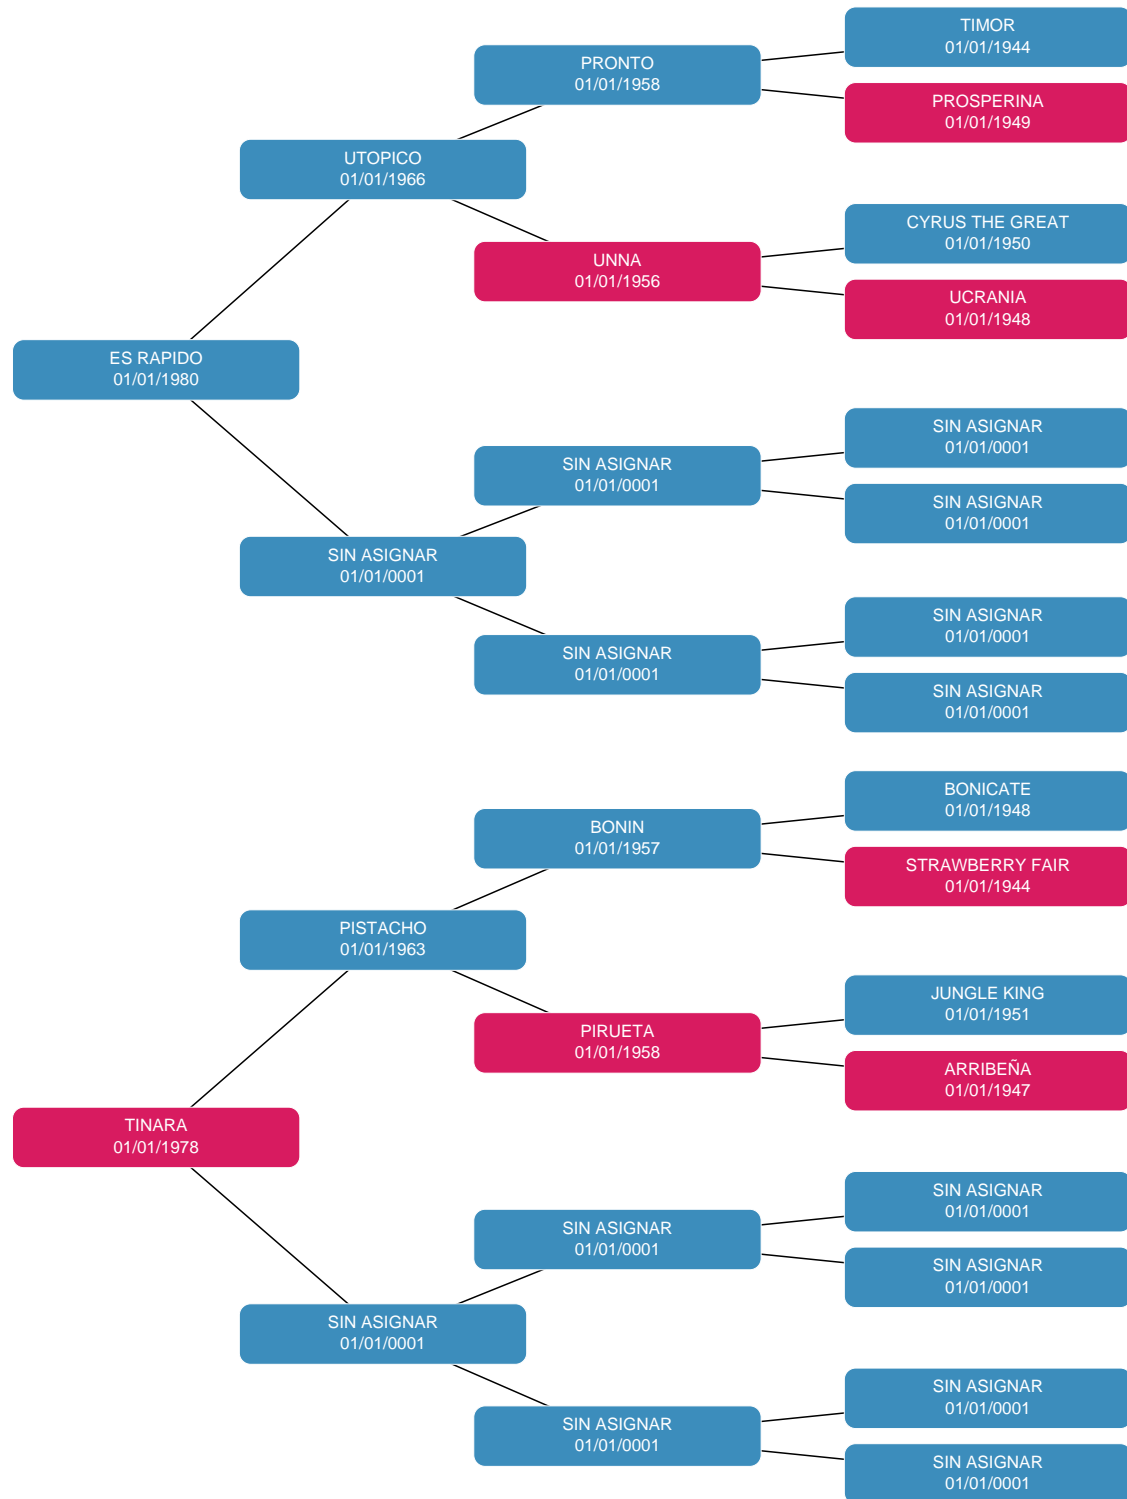 TIMOR
01/01/1944
PRONTO
01/01/1958
PROSPERINA
01/01/1949
UTOPICO
01/01/1966
CYRUS THE GREAT
01/01/1950
UNNA
01/01/1956
UCRANIA
01/01/1948
ES RAPIDO
01/01/1980
SIN ASIGNAR
01/01/0001
SIN ASIGNAR
01/01/0001
SIN ASIGNAR
01/01/0001
SIN ASIGNAR
01/01/0001
SIN ASIGNAR
01/01/0001
SIN ASIGNAR
01/01/0001
SIN ASIGNAR
01/01/0001
BONICATE
01/01/1948
BONIN
01/01/1957
STRAWBERRY FAIR
01/01/1944
PISTACHO
01/01/1963
JUNGLE KING
01/01/1951
PIRUETA
01/01/1958
ARRIBEÑA
01/01/1947
TINARA
01/01/1978
SIN ASIGNAR
01/01/0001
SIN ASIGNAR
01/01/0001
SIN ASIGNAR
01/01/0001
SIN ASIGNAR
01/01/0001
SIN ASIGNAR
01/01/0001
SIN ASIGNAR
01/01/0001
SIN ASIGNAR
01/01/0001